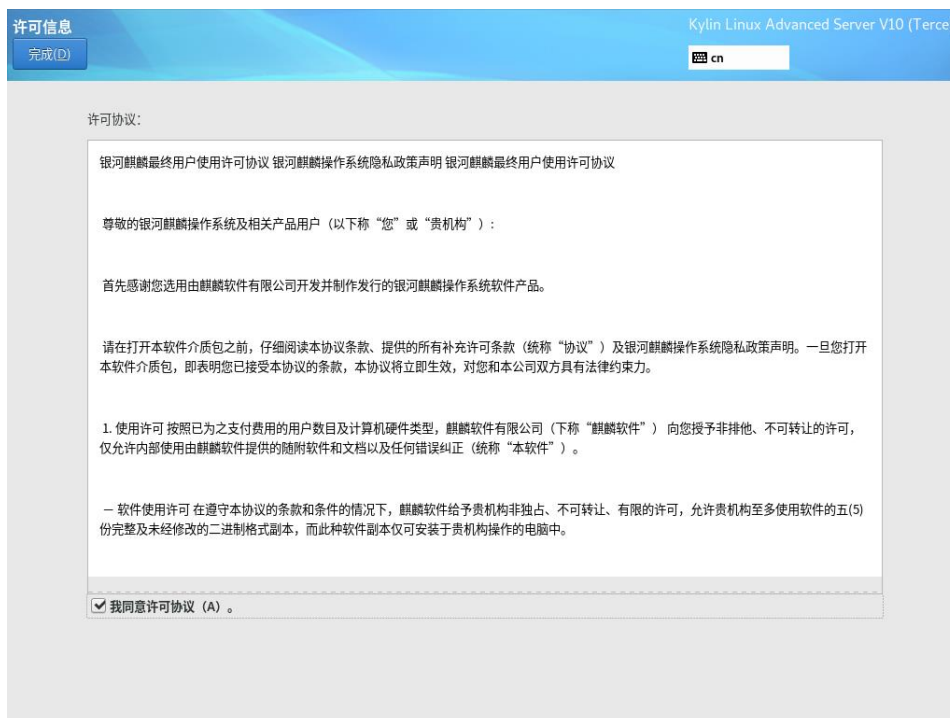 许可信息
Kylin Linux Advanced Server V10 (Terce
完成(D)
cn
许可协议：
银河麒麟最终用户使用许可协议 银河麒麟操作系统隐私政策声明 银河麒麟最终用户使用许可协议
尊敬的银河麒麟操作系统及相关产品用户（以下称“您”或“贵机构”）：
首先感谢您选用由麒麟软件有限公司开发并制作发行的银河麒麟操作系统软件产品。
请在打开本软件介质包之前，仔细阅读本协议条款、提供的所有补充许可条款（统称“协议”）及银河麒麟操作系统隐私政策声明。一旦您打开
本软件介质包，即表明您已接受本协议的条款，本协议将立即生效，对您和本公司双方具有法律约束力。
1. 使用许可 按照已为之支付费用的用户数目及计算机硬件类型，麒麟软件有限公司（下称“麒麟软件”） 向您授予非排他、不可转让的许可，
仅允许内部使用由麒麟软件提供的随附软件和文档以及任何错误纠正（统称“本软件”）。
－ 软件使用许可 在遵守本协议的条款和条件的情况下，麒麟软件给予贵机构非独占、不可转让、有限的许可，允许贵机构至多使用软件的五(5)
份完整及未经修改的二进制格式副本，而此种软件副本仅可安装于贵机构操作的电脑中。
我同意许可协议（A）。